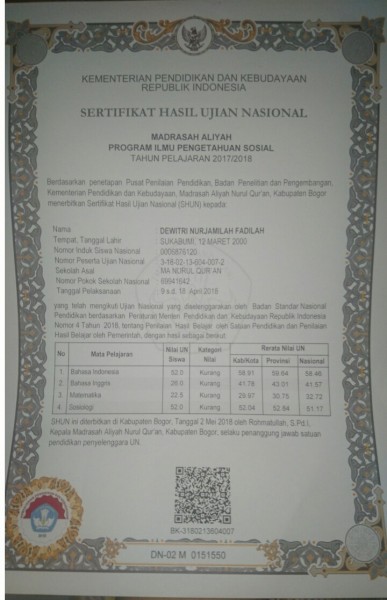 KEMENTERIAN PENDIDIKAN DAN KEBUDAYAAN
REPUBLIK INDONESIA
SERTIFIKAT HASIL UJIAN NASIONAL
MADRASAH ALIYAH
PROGRAM ILMU PENGETAHUAN SOSIAL
TAHUN PELAJARAN 2017/2018
Berdasarkan penetapan Pusat Penilaian Pendidikan, Badan Penelitian dan Pengembangan,
Kementerian Pendidikan dan Kebudayaan, Madrasah Aliyah Nurul Qur'an, Kabupaten Bogor
menerbitkan Sertifikat Hasil Ujian Nasional (SHUN) kepada:
Nama : DEWITRI NURJAMILAH FADILAH
Tempat, Tanggal Lahir : SUKABUMI, 12 MARET 2000
Nomor Induk Siswa Nasional : 0006876120
Nomor Peserta Ujian Nasional : 3-18-02-13-604-007-2
Sekolah Asal : MA NURUL QUR'AN
Nomor Pokok Sekolah Nasional : 69941642
Tanggal Pelaksanaan : 9 s.d. 18 April 2018
yang telah mengikuti Ujian Nasional yang diselenggarakan oleh Badan Standar Nasional
Pendidikan berdasarkan Peraturan Menteri Pendidikan dan Kebudayaan Republik Indonesia
Nomor 4 Tahun 2018, tentang Penilaian Hasil Belajar oleh Satuan Pendidikan dan Penilaian
Hasil Belajar oleh Pemerintah, dengan hasil sebagai berikut:
No Mata Pelajaran Nilai UN Siswa Kategori Nilai Rerata Nilai UN
Kab/Kota Provinsi Nasional
1. Bahasa Indonesia 52.0 Kurang 58.91 59.64 58.46
2. Bahasa Inggris 26.0 Kurang 41.78 43.01 41.57
3. Matematika 22.5 Kurang 29.97 30.75 32.72
4. Sosiologi 52.0 Kurang 52.04 52.84 51.17
SHUN ini diterbitkan di Kabupaten Bogor, Tanggal 2 Mei 2018 oleh Rohmatullah, S.Pd.I,
Kepala Madrasah Aliyah Nurul Qur'an, Kabupaten Bogor, selaku penanggung jawab satuan
pendidikan penyelenggara UN.
BK-3180213604007
DN-02 M 0151550